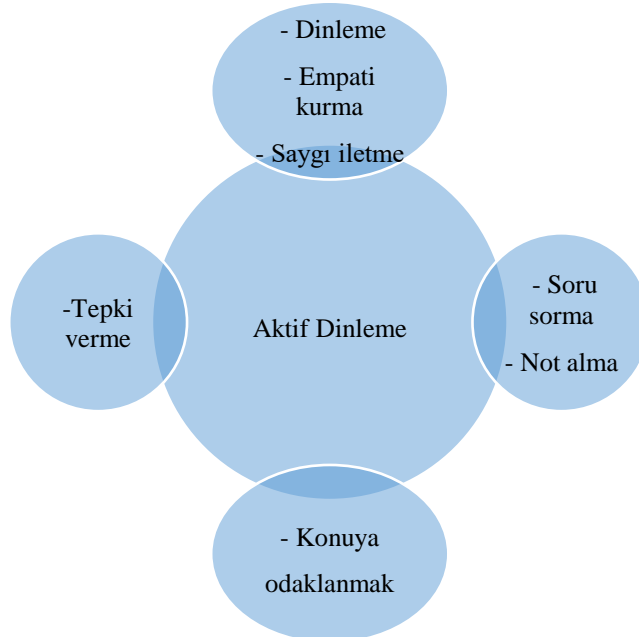 - Dinleme
- Empati
kurma
- Saygı iletme
-Tepki
verme
Aktif Dinleme
- Soru
sorma
- Not alma
- Konuya
odaklanmak